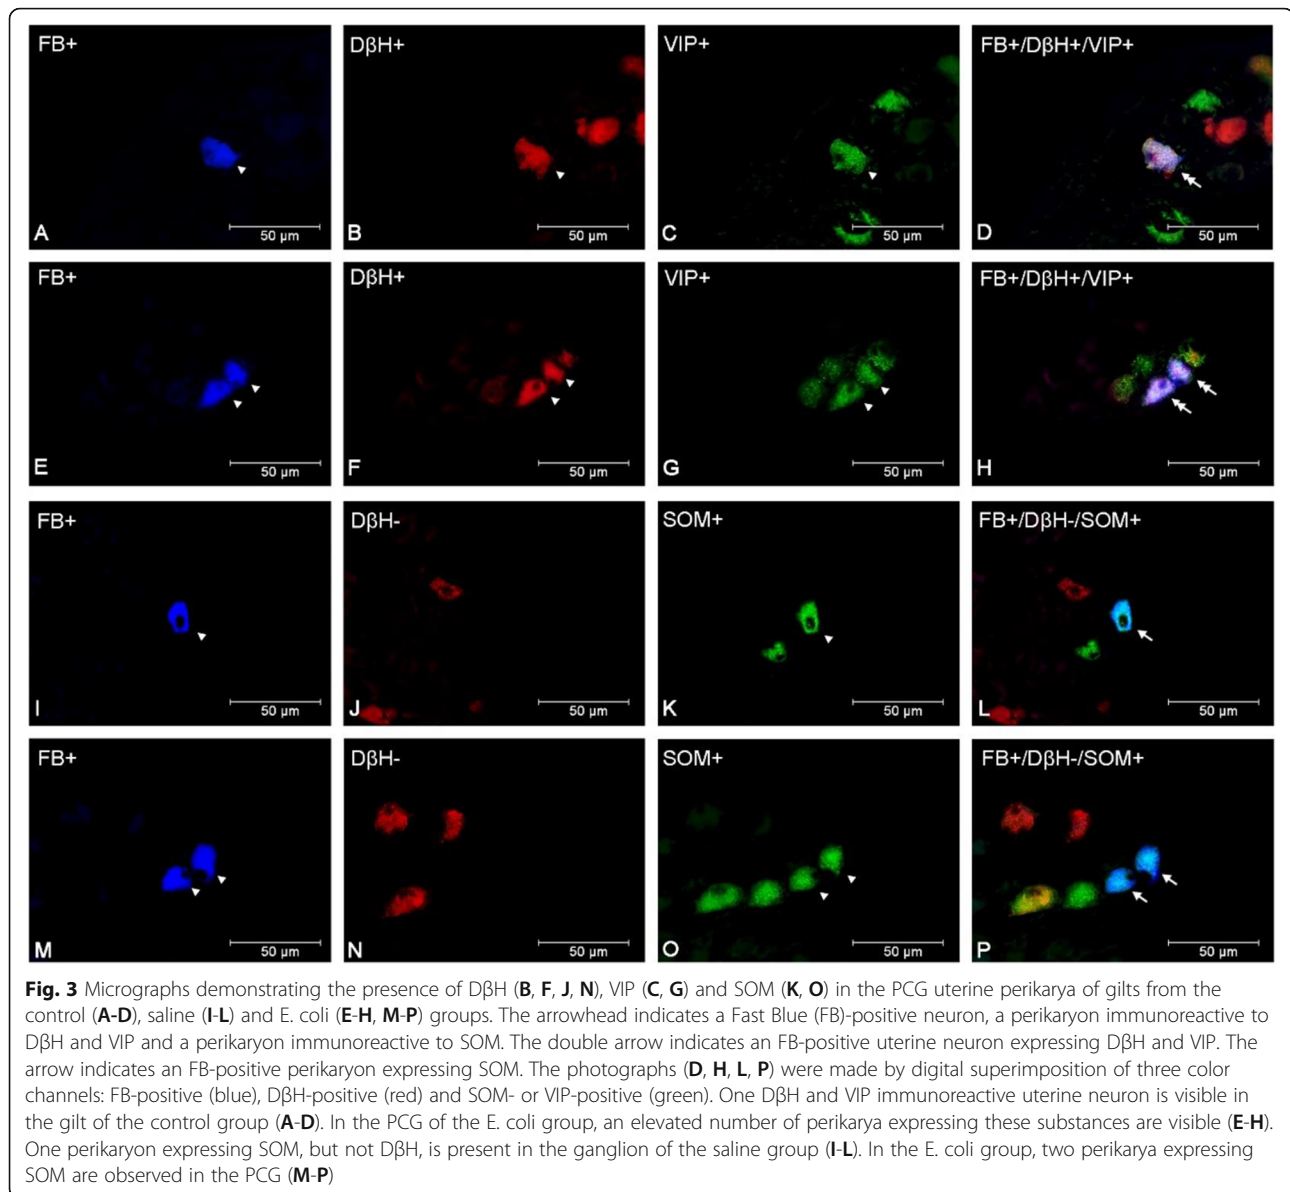 FB+ DβH+ VIP+ FB+/DβH+/VIP+
50 µm 50 µm 50 µm 50 µm
A B C D
FB+ DβH+ VIP+ FB+/DβH+/VIP+
50 µm 50 µm 50 µm 50 µm
E F G H
FB+ DβH- SOM+ FB+/DβH-/SOM+
50 µm 50 µm 50 µm 50 µm
I J K L
FB+ DβH- SOM+ FB+/DβH-/SOM+
50 µm 50 µm 50 µm 50 µm
M N O P
Fig. 3 Micrographs demonstrating the presence of DβH (B, F, J, N), VIP (C, G) and SOM (K, O) in the PCG uterine perikarya of gilts from the
control (A-D), saline (I-L) and E. coli (E-H, M-P) groups. The arrowhead indicates a Fast Blue (FB)-positive neuron, a perikaryon immunoreactive to
DβH and VIP and a perikaryon immunoreactive to SOM. The double arrow indicates an FB-positive uterine neuron expressing DβH and VIP. The
arrow indicates an FB-positive perikaryon expressing SOM. The photographs (D, H, L, P) were made by digital superimposition of three color
channels: FB-positive (blue), DβH-positive (red) and SOM- or VIP-positive (green). One DβH and VIP immunoreactive uterine neuron is visible in
the gilt of the control group (A-D). In the PCG of the E. coli group, an elevated number of perikarya expressing these substances are visible (E-H).
One perikaryon expressing SOM, but not DβH, is present in the ganglion of the saline group (I-L). In the E. coli group, two perikarya expressing
SOM are observed in the PCG (M-P)